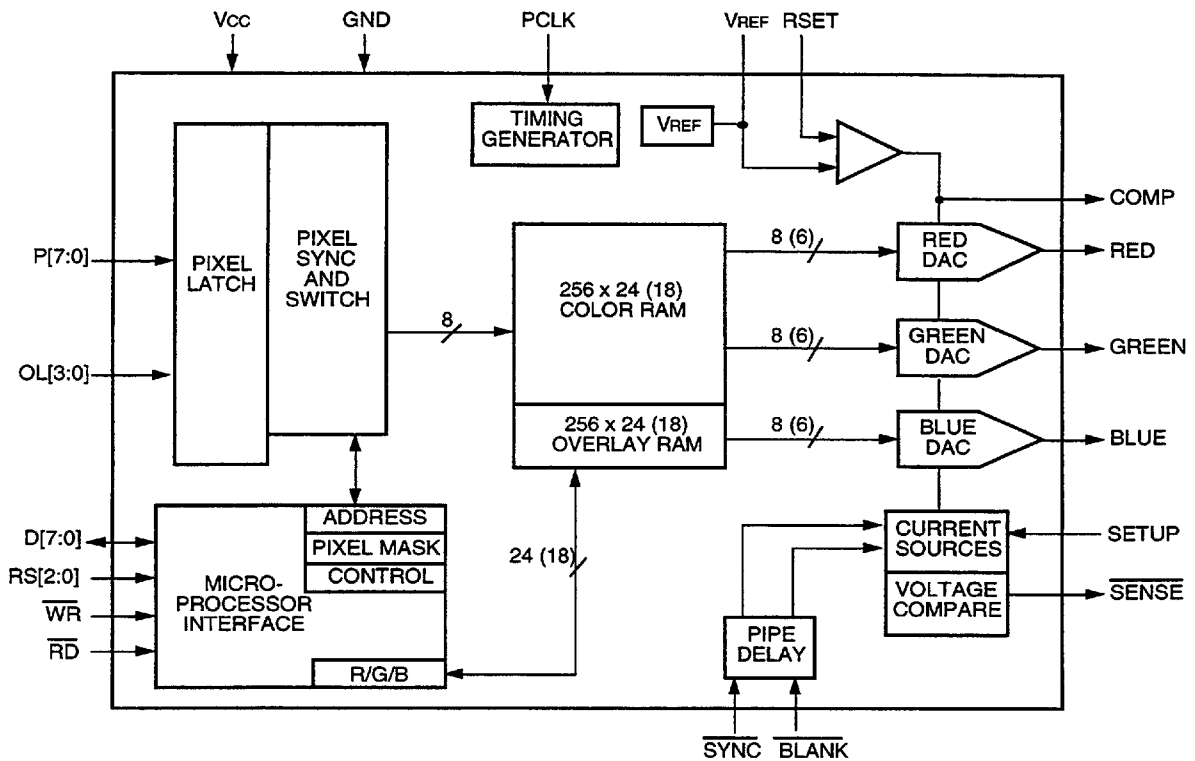 VCC GND PCLK VREF RSET
TIMING
GENERATOR
VREF
COMP
P[7:0]
PIXEL
LATCH
PIXEL
SYNC
AND
SWITCH
8
256 x 24 (18)
COLOR RAM
8 (6)
RED
DAC
RED
8 (6)
GREEN
DAC
GREEN
OL[3:0]
256 x 24 (18)
OVERLAY RAM
8 (6)
BLUE
DAC
BLUE
D[7:0]
RS[2:0]
WR
RD
MICRO-
PROCESSOR
INTERFACE
ADDRESS
PIXEL MASK
CONTROL
R/G/B
24 (18)
CURRENT
SOURCES
SETUP
VOLTAGE
COMPARE
SENSE
PIPE
DELAY
SYNC BLANK